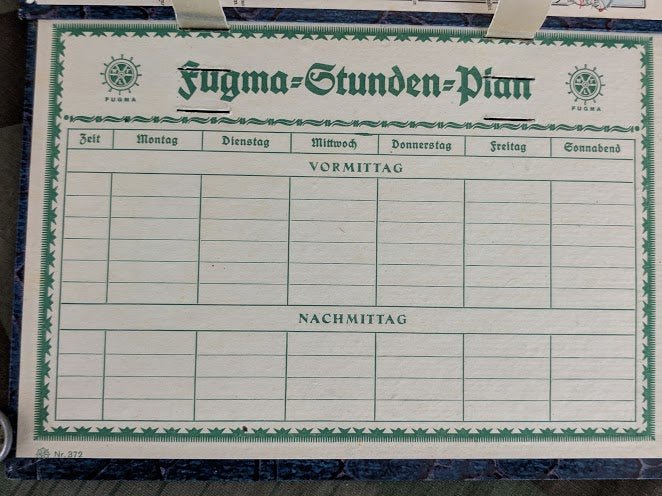 Fugma=Stunden=Plan
FUGMA
FUGMA
Zeit Montag Dienstag Mittwoch Donnerstag Freitag Sonnabend
VORMITTAG
NACHMITTAG
Nr. 372